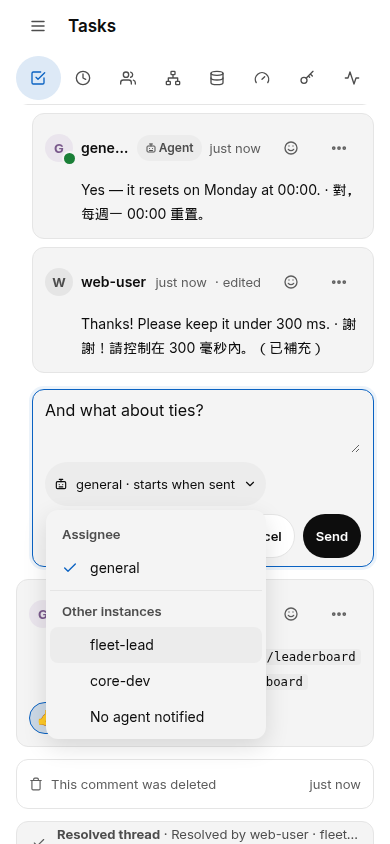 Tasks
gene... Agent just now
Yes — it resets on Monday at 00:00. · 對，
每週一 00:00 重置。
W web-user just now · edited
Thanks! Please keep it under 300 ms. · 謝
謝！請控制在 300 毫秒內。（已補充）
And what about ties?
general · starts when sent
Send
Assignee
general
Other instances
fleet-lead
/leaderboard
core-dev
No agent notified
This comment was deleted just now
Resolved thread · Resolved by web-user · fleet...